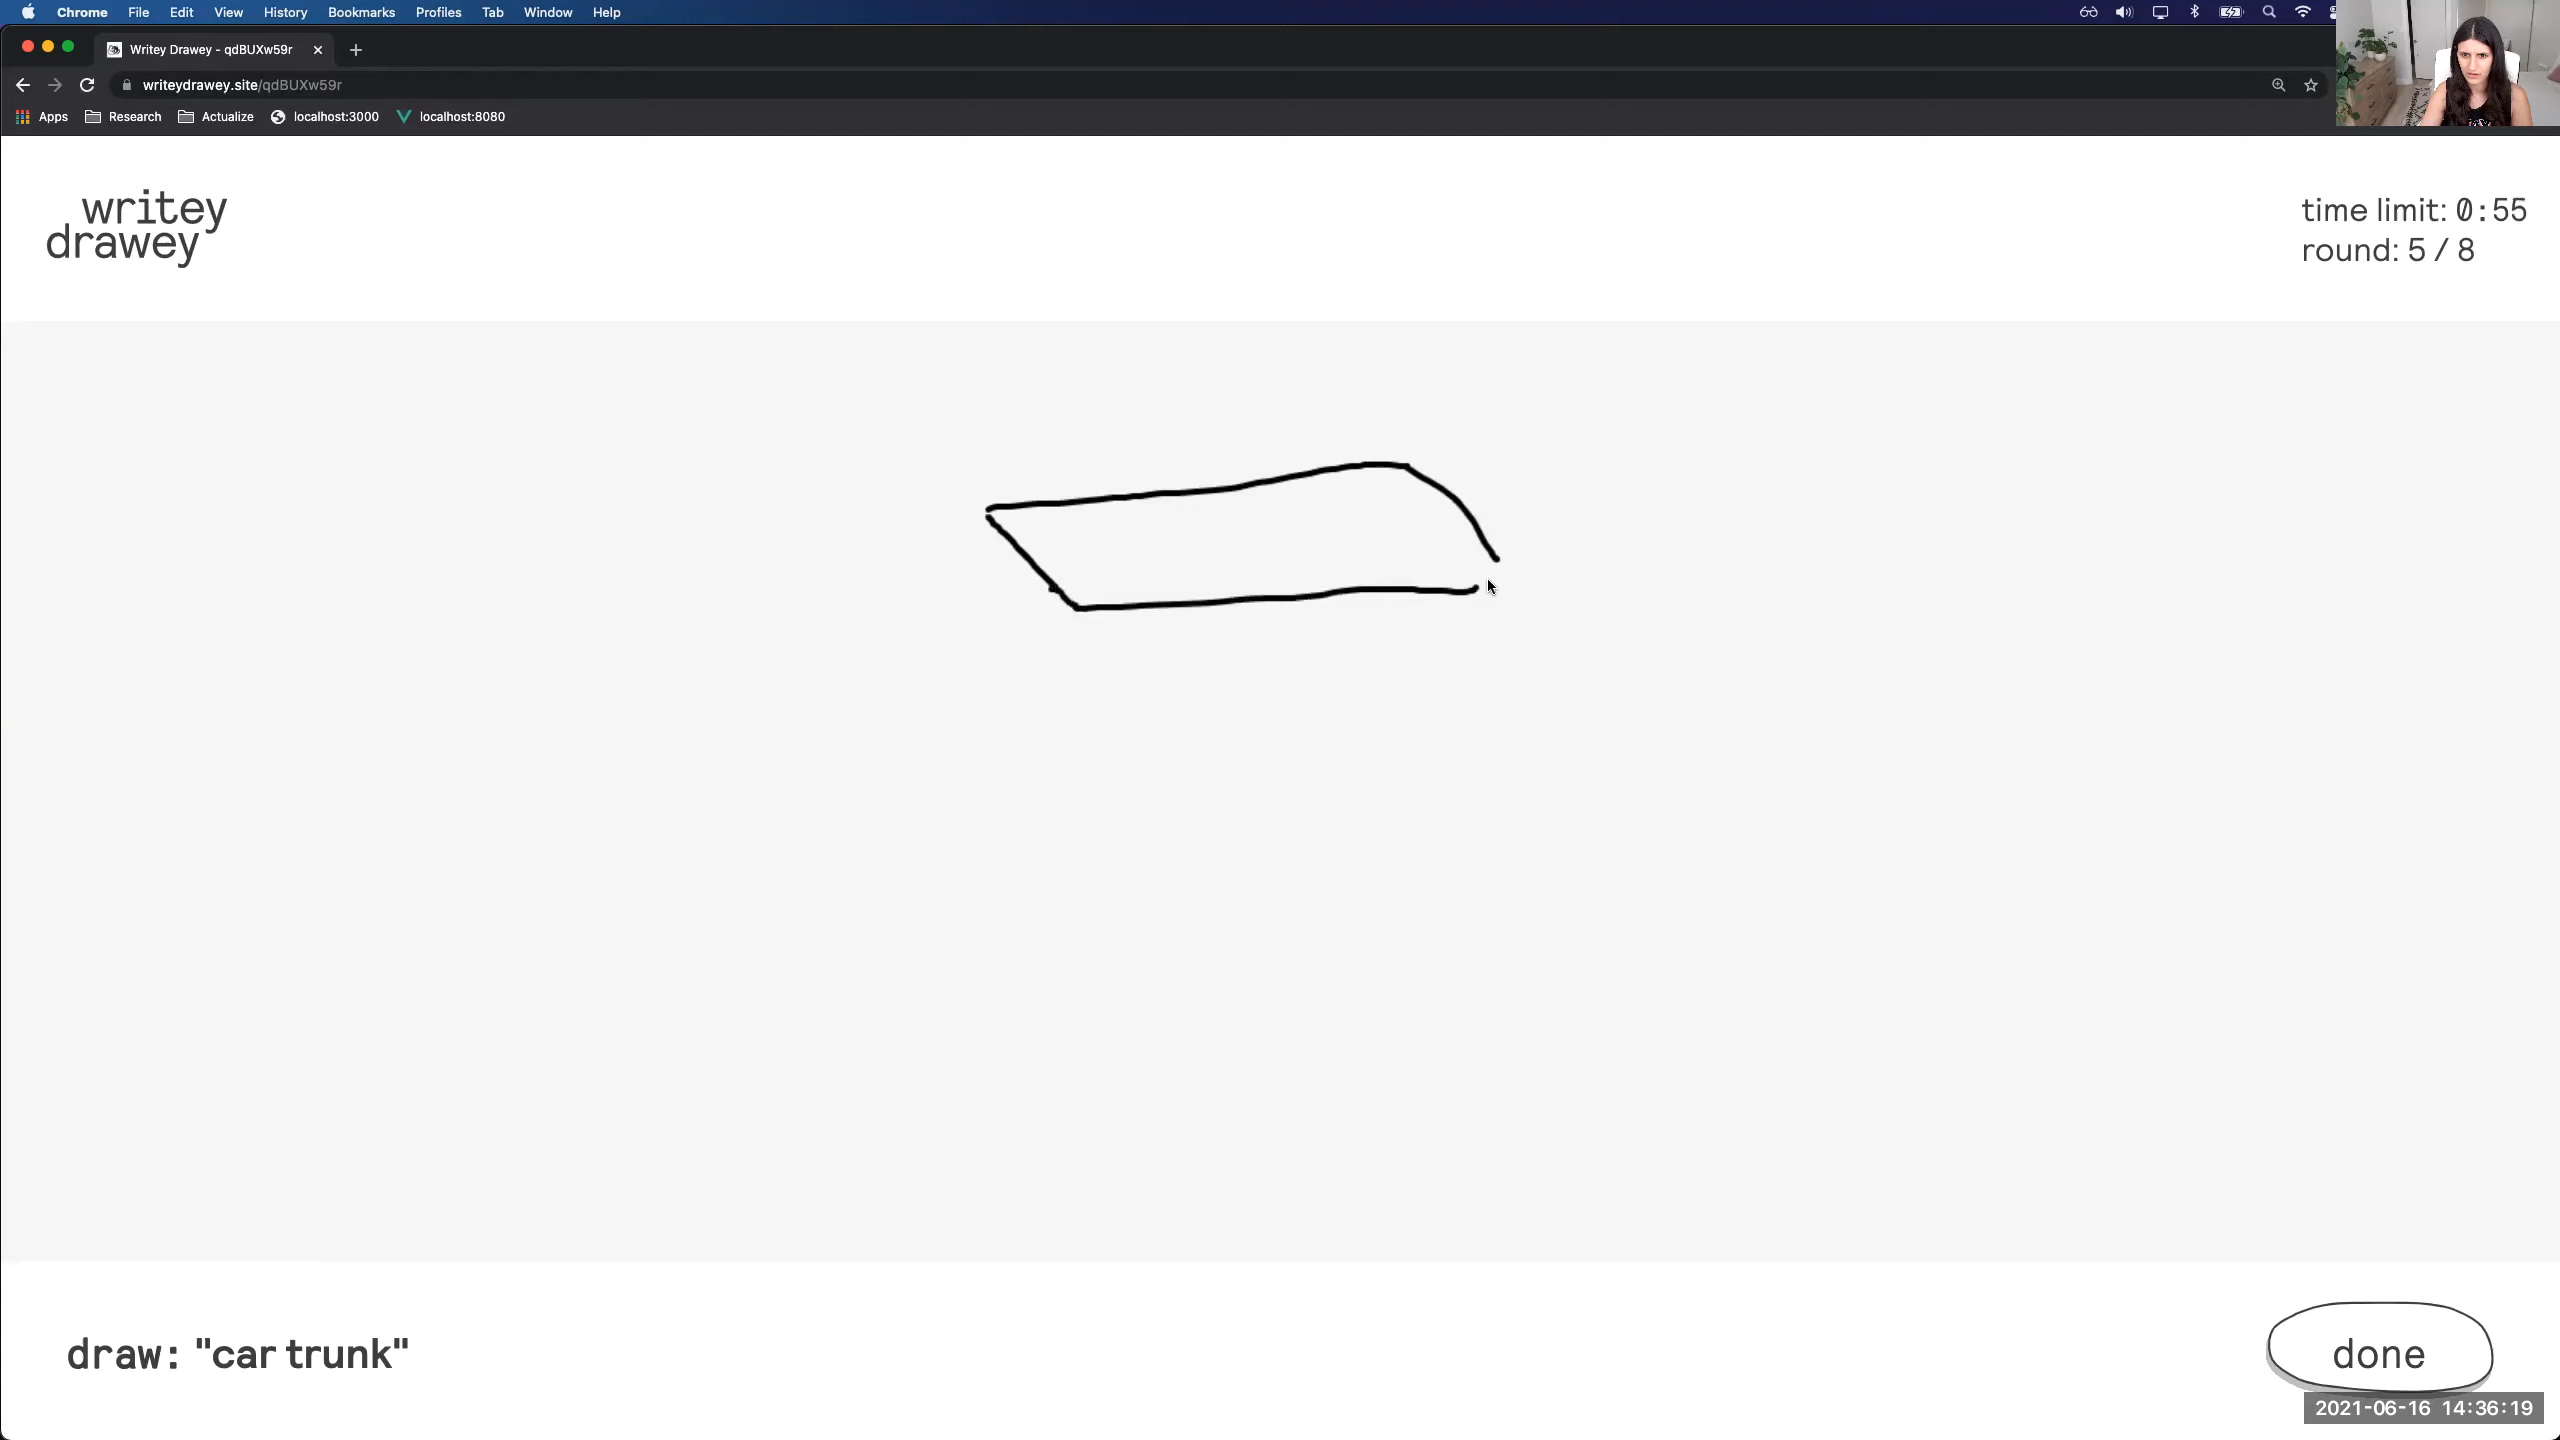 Chrome File Edit View History Bookmarks Profiles Tab Window Help
Writey Drawey - qdBUXw59r
writeydrawey.site/qdBUXw59r
Apps Research Actualize localhost:3000 localhost:8080
writey
drawey
time limit: 0:55
round: 5 / 8
draw: "car trunk"
done
2021-06-16 14:36:19